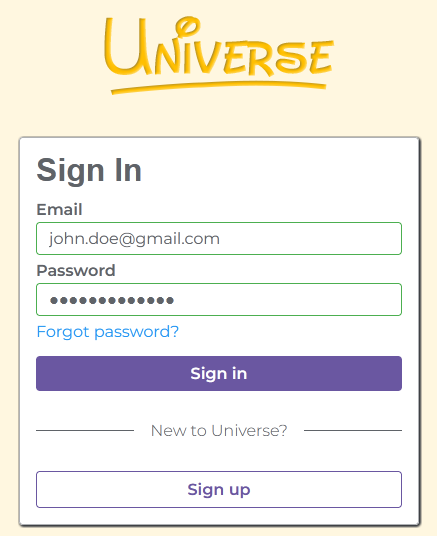 Universe
Sign In
Email
john.doe@gmail.com
Password
●●●●●●●●●●●●●
Forgot password?
Sign in
New to Universe?
Sign up